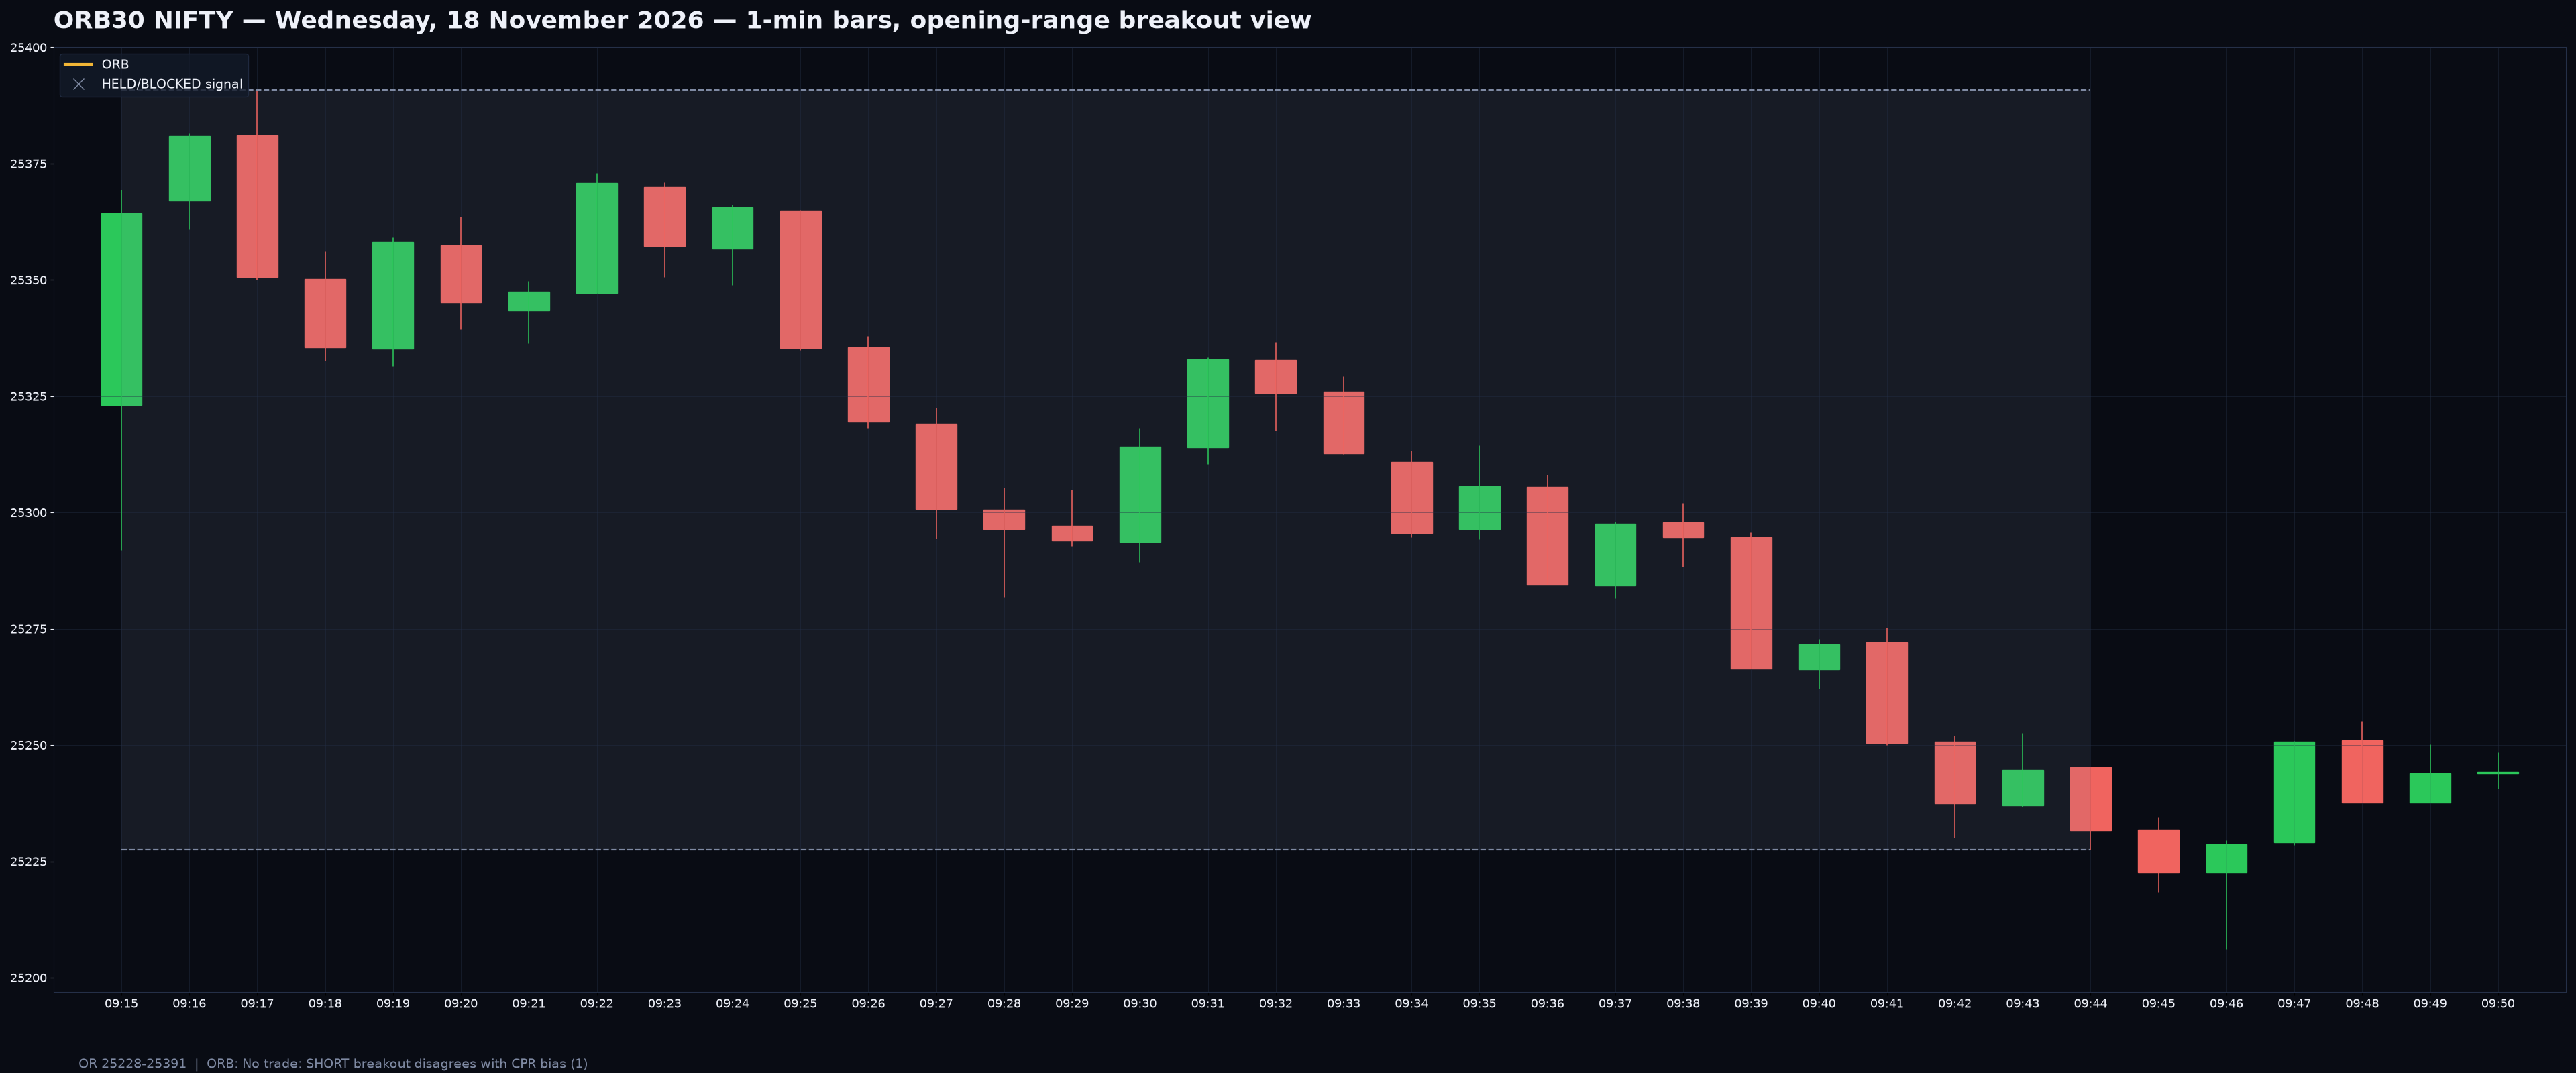 ORB30 NIFTY — Wednesday, 18 November 2026 — 1-min bars, opening-range breakout view
25400
ORB
HELD/BLOCKED signal
25375
25350
25325
25300
25275
25250
25225
25200
09:15 09:16 09:17 09:18 09:19 09:20 09:21 09:22 09:23 09:24 09:25 09:26 09:27 09:28 09:29 09:30 09:31 09:32 09:33 09:34 09:35 09:36 09:37 09:38 09:39 09:40 09:41 09:42 09:43 09:44 09:45 09:46 09:47 09:48 09:49 09:50
OR 25228-25391 | ORB: No trade: SHORT breakout disagrees with CPR bias (1)